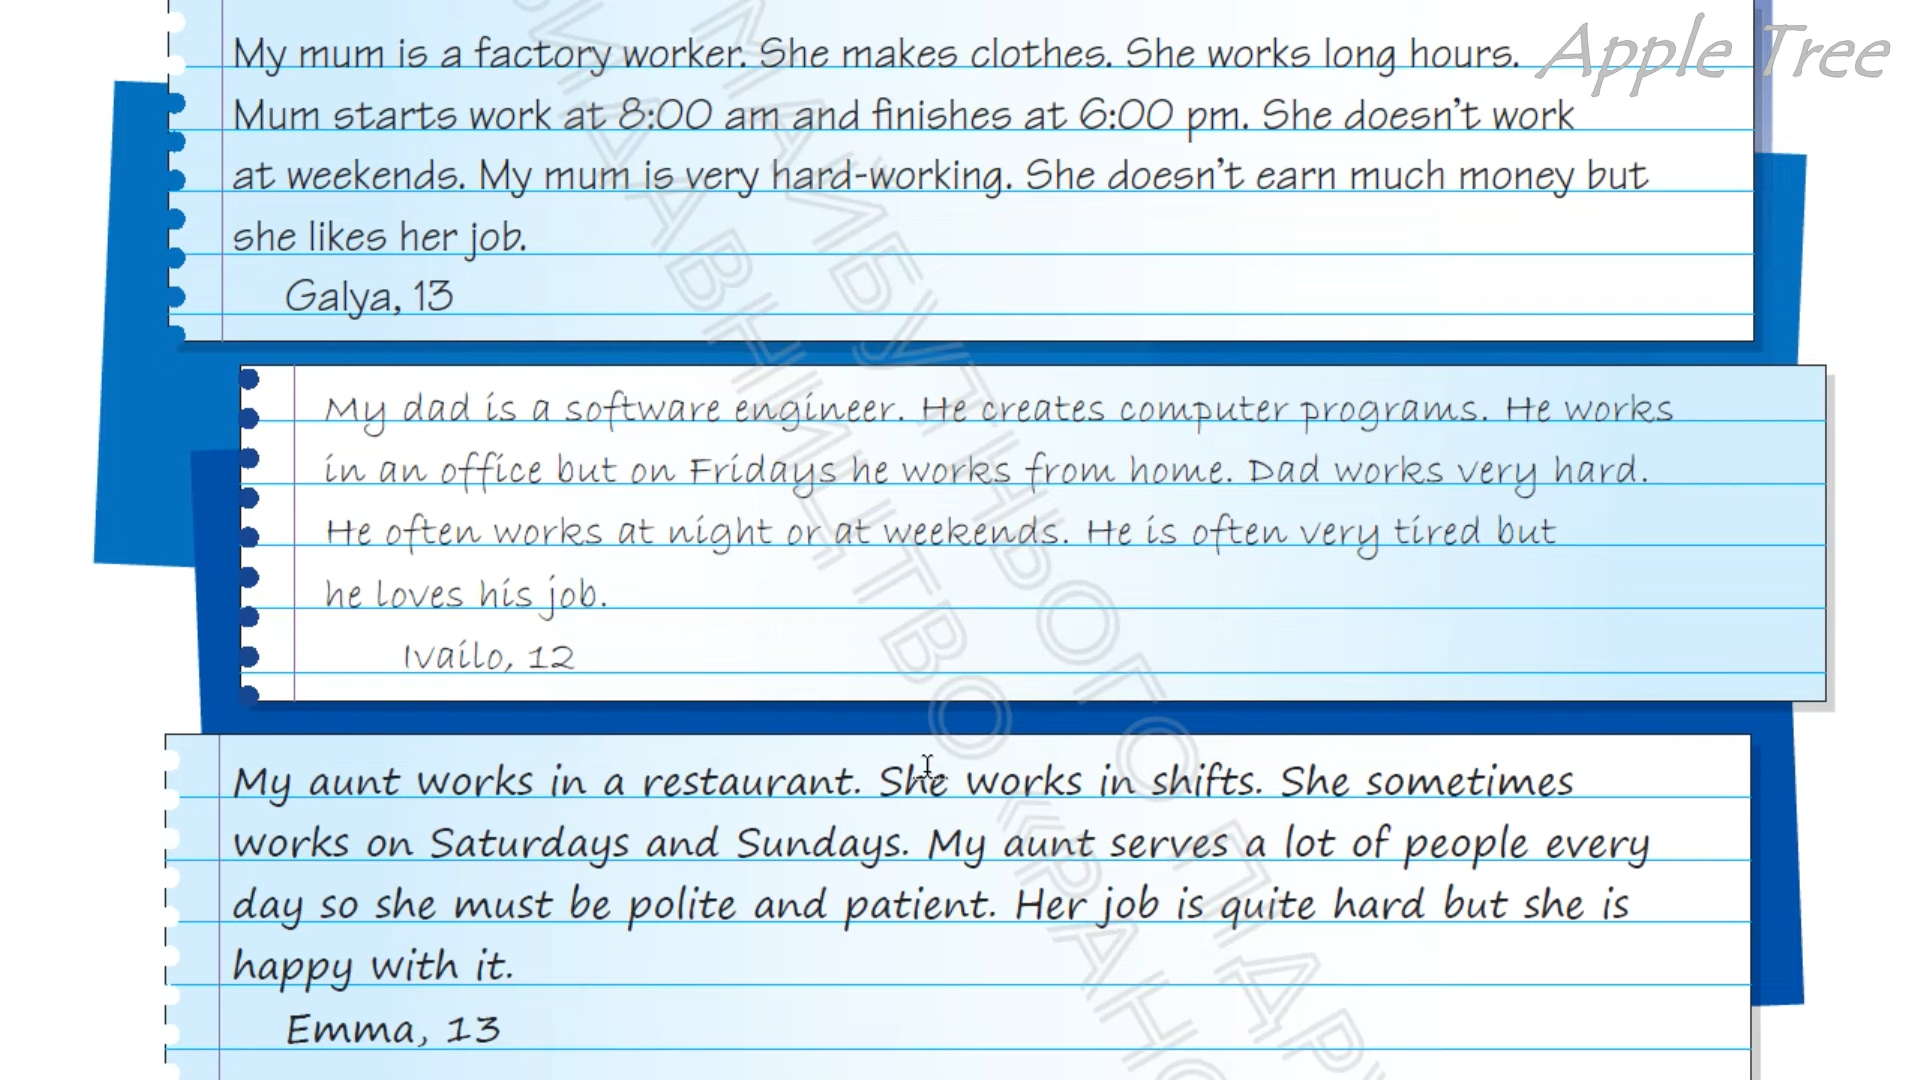 Apple Tree
My mum is a factory worker. She makes clothes. She works long hours.
Mum starts work at 8:00 am and finishes at 6:00 pm. She doesn't work
at weekends. My mum is very hard-working. She doesn't earn much money but
she likes her job.
Galya, 13
My dad is a software engineer. He creates computer programs. He works
in an office but on Fridays he works from home. Dad works very hard.
He often works at night or at weekends. He is often very tired but
he loves his job.
Ivailo, 12
My aunt works in a restaurant. She works in shifts. She sometimes
works on Saturdays and Sundays. My aunt serves a lot of people every
day so she must be polite and patient. Her job is quite hard but she is
happy with it.
Emma, 13
МАЙБУТНЬОГО ПІДР
ВИДАВНИЦТВО «РАНО